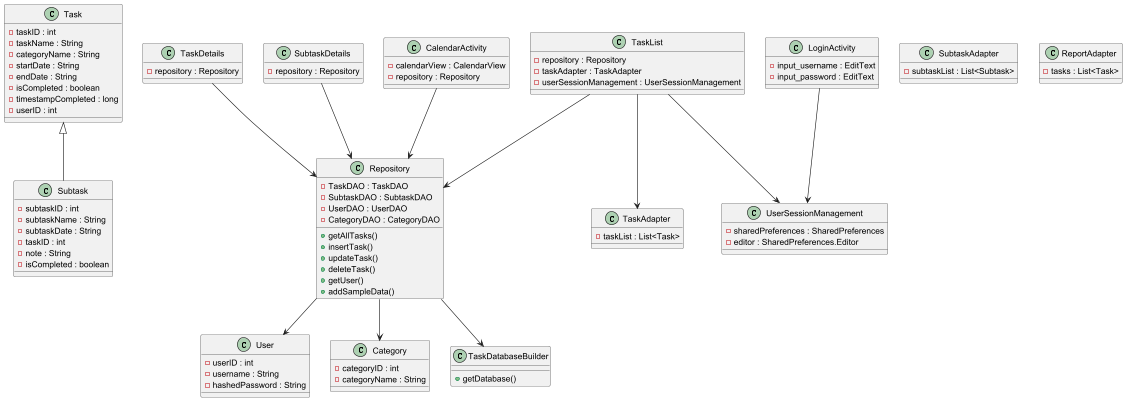 C Task
taskID : int
taskName : String
categoryName : String
startDate : String
endDate : String
isCompleted : boolean
timestampCompleted : long
userID : int
C TaskDetails
repository : Repository
C SubtaskDetails
repository : Repository
C CalendarActivity
calendarView : CalendarView
repository : Repository
C TaskList
repository : Repository
taskAdapter : TaskAdapter
userSessionManagement : UserSessionManagement
C LoginActivity
input_username : EditText
input_password : EditText
C SubtaskAdapter
subtaskList : List<Subtask>
C ReportAdapter
tasks : List<Task>
C Subtask
subtaskID : int
subtaskName : String
subtaskDate : String
taskID : int
note : String
isCompleted : boolean
C Repository
TaskDAO : TaskDAO
SubtaskDAO : SubtaskDAO
UserDAO : UserDAO
CategoryDAO : CategoryDAO
getAllTasks()
insertTask()
updateTask()
deleteTask()
getUser()
addSampleData()
C TaskAdapter
taskList : List<Task>
C UserSessionManagement
sharedPreferences : SharedPreferences
editor : SharedPreferences.Editor
C User
userID : int
username : String
hashedPassword : String
C Category
categoryID : int
categoryName : String
C TaskDatabaseBuilder
getDatabase()